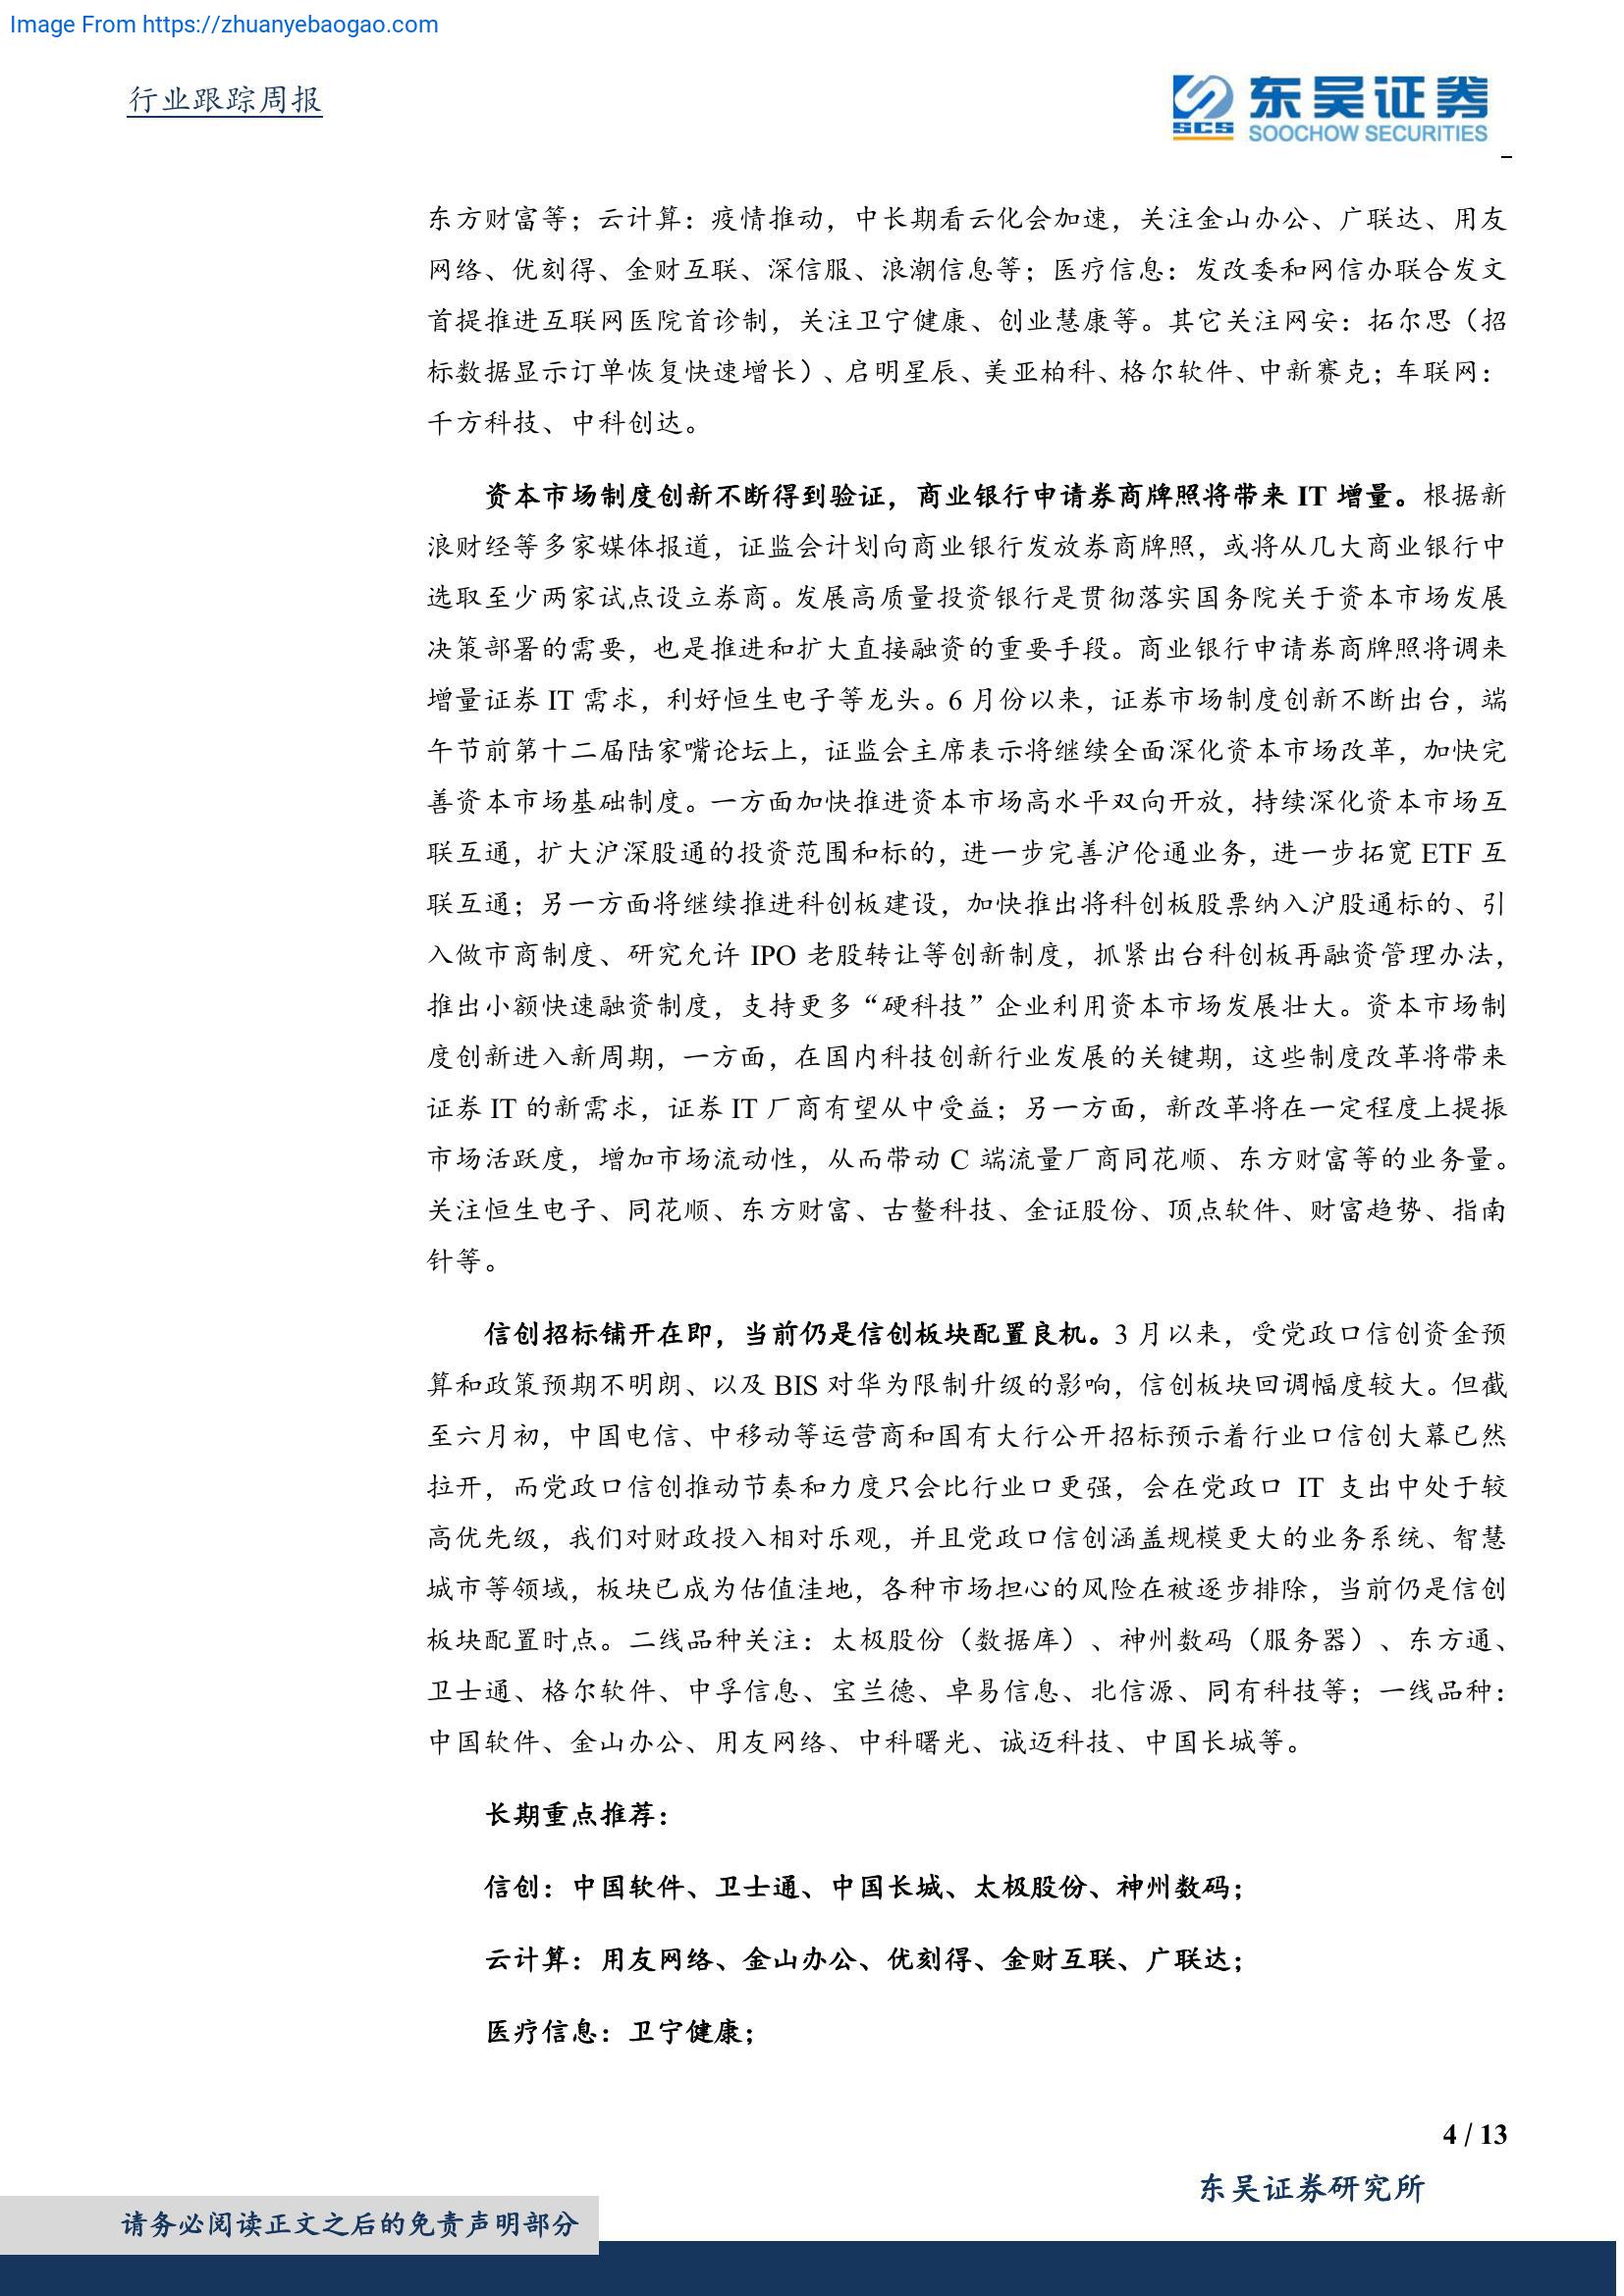 Image From https://zhuanyebaogao.com
行业跟踪周报
东吴证券
SCS
SOOCHOW SECURITIES
东方财富等；云计算：疫情推动，中长期看云化会加速，关注金山办公、广联达、用友
网络、优刻得、金财互联、深信服、浪潮信息等；医疗信息：发改委和网信办联合发文
首提推进互联网医院首诊制，关注卫宁健康、创业慧康等。其它关注网安：拓尔思（招
标数据显示订单恢复快速增长）、启明星辰、美亚柏科、格尔软件、中新赛克；车联网：
千方科技、中科创达。
资本市场制度创新不断得到验证，商业银行申请券商牌照将带来 IT 增量。根据新
浪财经等多家媒体报道，证监会计划向商业银行发放券商牌照，或将从几大商业银行中
选取至少两家试点设立券商。发展高质量投资银行是贯彻落实国务院关于资本市场发展
决策部署的需要，也是推进和扩大直接融资的重要手段。商业银行申请券商牌照将调来
增量证券 IT 需求，利好恒生电子等龙头。6 月份以来，证券市场制度创新不断出台，端
午节前第十二届陆家嘴论坛上，证监会主席表示将继续全面深化资本市场改革，加快完
善资本市场基础制度。一方面加快推进资本市场高水平双向开放，持续深化资本市场互
联互通，扩大沪深股通的投资范围和标的，进一步完善沪伦通业务，进一步拓宽 ETF 互
联互通；另一方面将继续推进科创板建设，加快推出将科创板股票纳入沪股通标的、引
入做市商制度、研究允许 IPO 老股转让等创新制度，抓紧出台科创板再融资管理办法，
推出小额快速融资制度，支持更多“硬科技”企业利用资本市场发展壮大。资本市场制
度创新进入新周期，一方面，在国内科技创新行业发展的关键期，这些制度改革将带来
证券 IT 的新需求，证券 IT 厂商有望从中受益；另一方面，新改革将在一定程度上提振
市场活跃度，增加市场流动性，从而带动 C 端流量厂商同花顺、东方财富等的业务量。
关注恒生电子、同花顺、东方财富、古鳌科技、金证股份、顶点软件、财富趋势、指南
针等。
信创招标铺开在即，当前仍是信创板块配置良机。3 月以来，受党政口信创资金预
算和政策预期不明朗、以及 BIS 对华为限制升级的影响，信创板块回调幅度较大。但截
至六月初，中国电信、中移动等运营商和国有大行公开招标预示着行业口信创大幕已然
拉开，而党政口信创推动节奏和力度只会比行业口更强，会在党政口 IT 支出中处于较
高优先级，我们对财政投入相对乐观，并且党政口信创涵盖规模更大的业务系统、智慧
城市等领域，板块已成为估值洼地，各种市场担心的风险在被逐步排除，当前仍是信创
板块配置时点。二线品种关注：太极股份（数据库）、神州数码（服务器）、东方通、
卫士通、格尔软件、中孚信息、宝兰德、卓易信息、北信源、同有科技等；一线品种：
中国软件、金山办公、用友网络、中科曙光、诚迈科技、中国长城等。
长期重点推荐：
信创：中国软件、卫士通、中国长城、太极股份、神州数码；
云计算：用友网络、金山办公、优刻得、金财互联、广联达；
医疗信息：卫宁健康；
4 / 13
东吴证券研究所
请务必阅读正文之后的免责声明部分